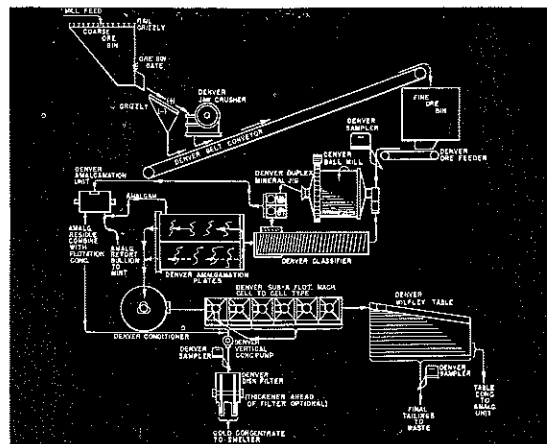 MILL FEED
RAIL
GRIZZLY
COARSE
ORE
BIN
ORE BIN
GATE
GRIZZLY
(+)
(-)
DENVER
JAW CRUSHER
DENVER BELT CONVEYOR
FINE
ORE
BIN
DENVER
SAMPLER
DENVER
ORE FEEDER
DENVER
BALL MILL
DENVER DUPLEX
MINERAL JIG
DENVER
AMALGAMATION
UNIT
AMALGAM
AMALG.
RESIDUE
COMBINE
WITH
FLOTATION
CONC.
AMALG.
RETORT
BULLION
TO
MINT
DENVER AMALGAMATION
PLATES
DENVER CLASSIFIER
DENVER CONDITIONER
DENVER SUB-A FLOT. MACH.
CELL TO CELL TYPE
DENVER
WILFLEY TABLE
DENVER
SAMPLER
DENVER
VERTICAL
CONC. PUMP
DENVER
DISK FILTER
(THICKENER AHEAD
OF FILTER OPTIONAL)
GOLD CONCENTRATE
TO SMELTER
DENVER
SAMPLER
FINAL
TAILINGS TO
WASTE
TABLE
CONC. TO
AMALG.
UNIT